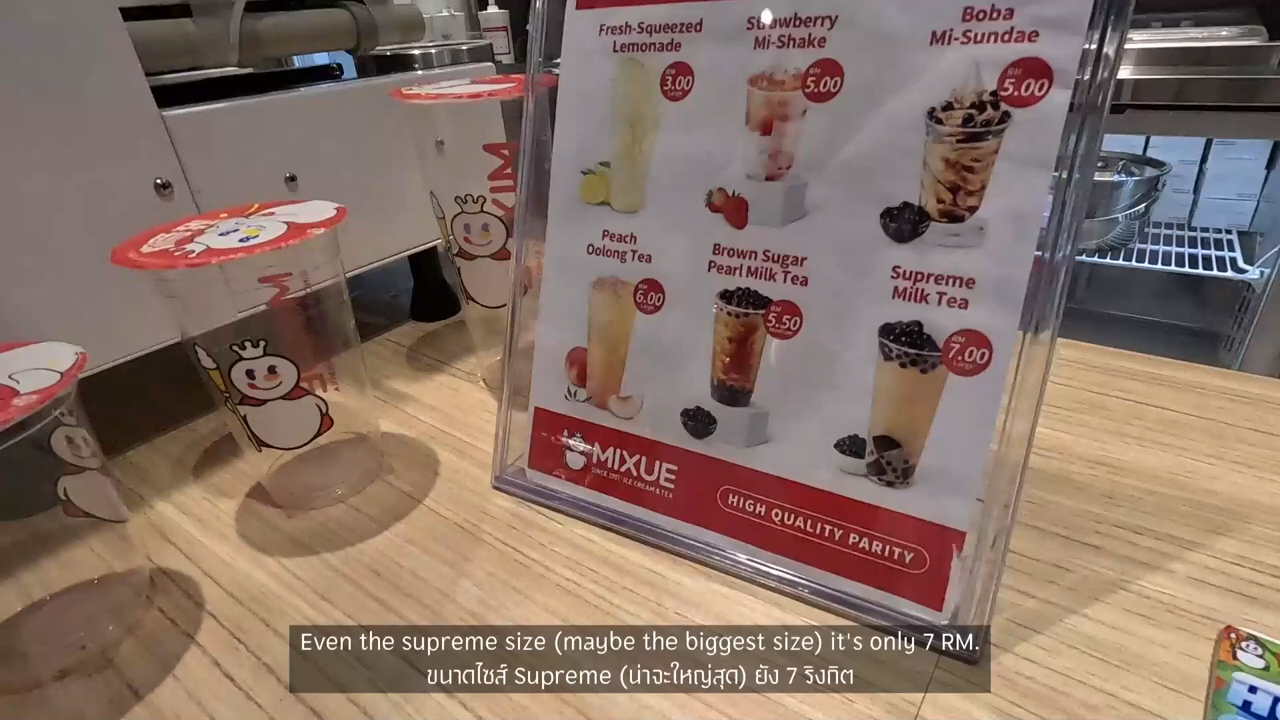 Fresh-Squeezed
Lemonade
RM
3.00
Large
Strawberry
Mi-Shake
RM
5.00
Boba
Mi-Sundae
RM
5.00
Peach
Oolong Tea
RM
6.00
Large
Brown Sugar
Pearl Milk Tea
RM
5.50
Medium
Supreme
Milk Tea
RM
7.00
Large
MIXUE
SINCE 1997 ICE CREAM & TEA
HIGH QUALITY PARITY
Even the supreme size (maybe the biggest size) it's only 7 RM.
ขนาดไซส์ Supreme (น่าจะใหญ่สุด) ยัง 7 ริงกิต